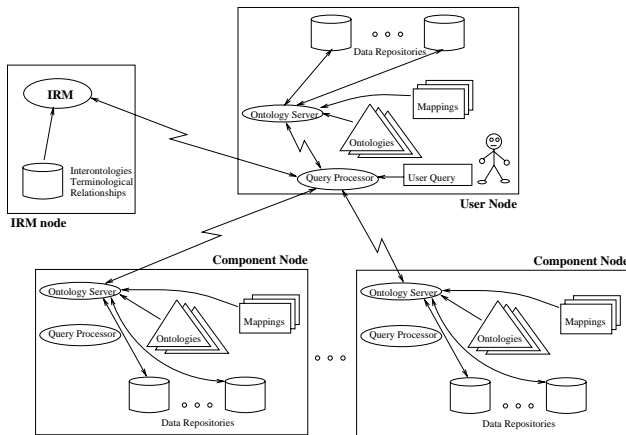 Data Repositories
IRM
Ontology Server
Mappings
Ontologies
Interontologies
Terminological
Relationships
Query Processor
User Query
IRM node
User Node
Component Node
Ontology Server
Mappings
Query Processor
Ontologies
Data Repositories
Component Node
Ontology Server
Mappings
Query Processor
Ontologies
Data Repositories